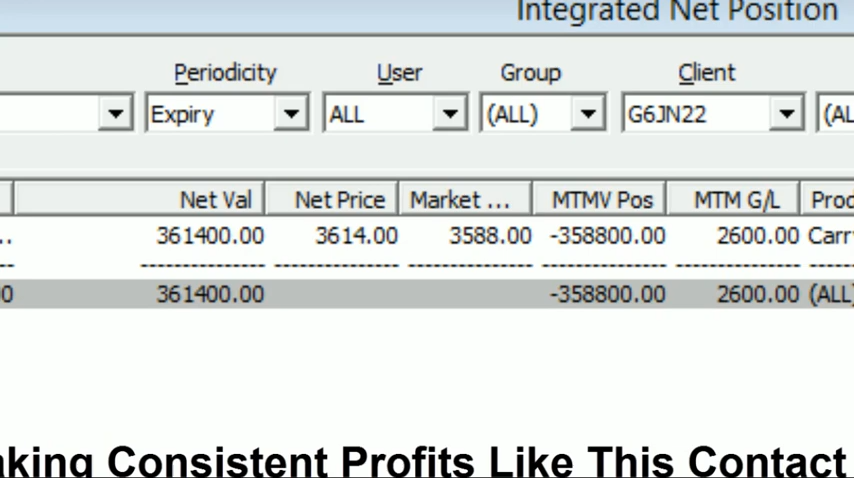 Integrated Net Position
Periodicity User Group Client
Expiry ALL (ALL) G6JN22
Net Val Net Price Market ... MTMV Pos MTM G/L
361400.00 3614.00 3588.00 -358800.00 2600.00
361400.00 -358800.00 2600.00 (ALL)
Consistent Profits Like This Contact